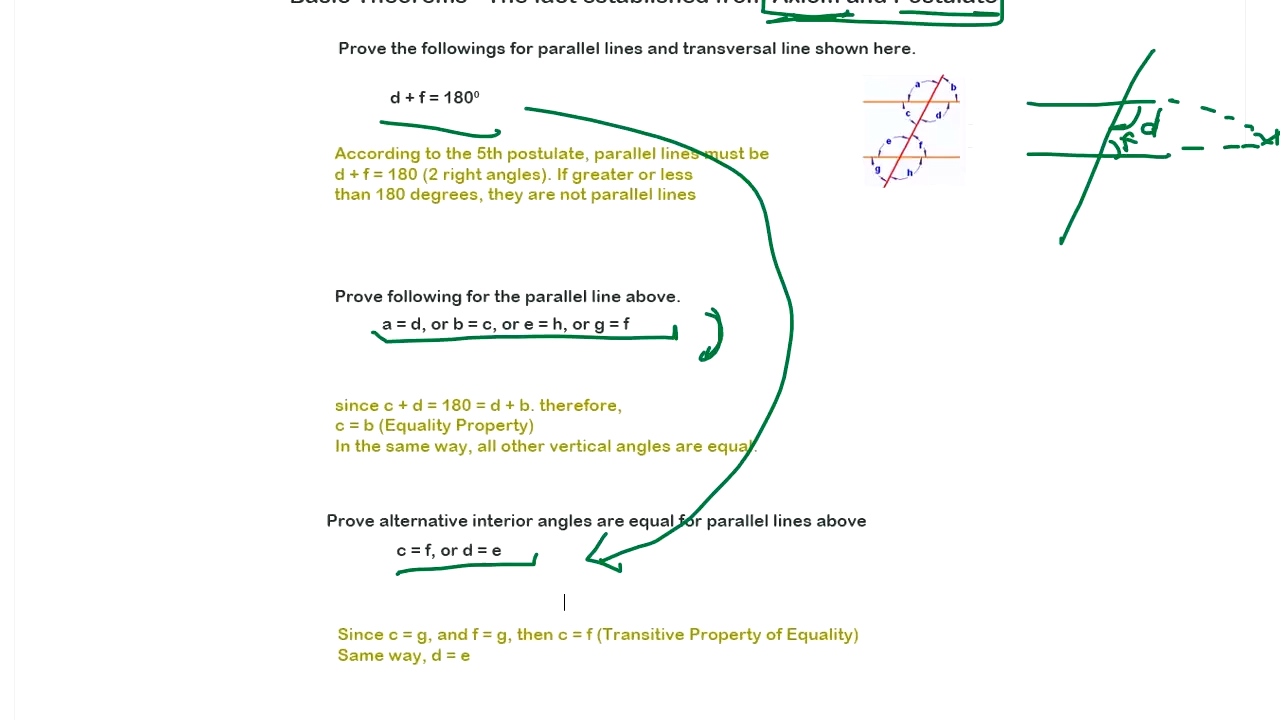 Basic Theorems - The fact established from Axiom and Postulate
Prove the followings for parallel lines and transversal line shown here.
d + f = 180⁰
According to the 5th postulate, parallel lines must be
d + f = 180 (2 right angles). If greater or less
than 180 degrees, they are not parallel lines
a
b
c
d
e
f
g
h
d
f
Prove following for the parallel line above.
a = d, or b = c, or e = h, or g = f
since c + d = 180 = d + b. therefore,
c = b (Equality Property)
In the same way, all other vertical angles are equal.
Prove alternative interior angles are equal for parallel lines above
c = f, or d = e
Since c = g, and f = g, then c = f (Transitive Property of Equality)
Same way, d = e